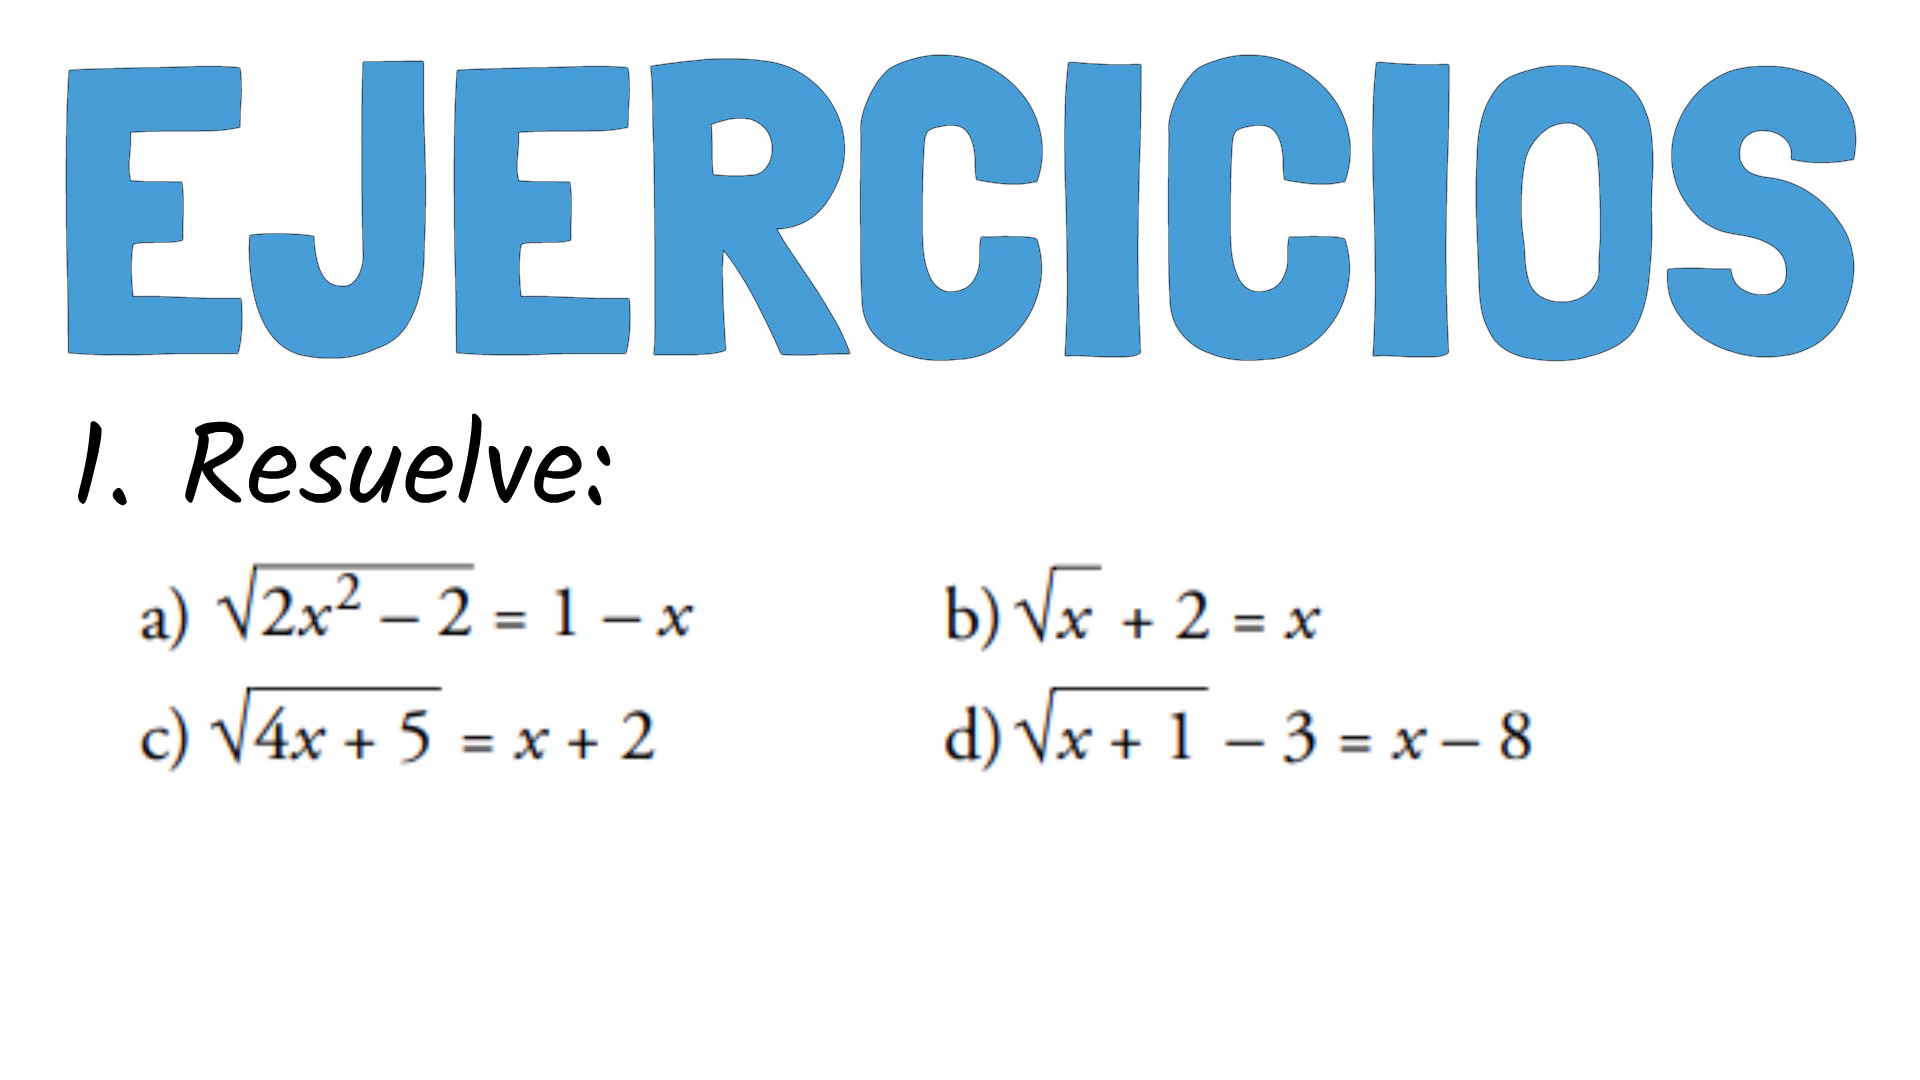 EJERCICIOS
1. Resuelve:
a) √(2x² – 2) = 1 – x
b) √x + 2 = x
c) √(4x + 5) = x + 2
d) √(x + 1) – 3 = x – 8